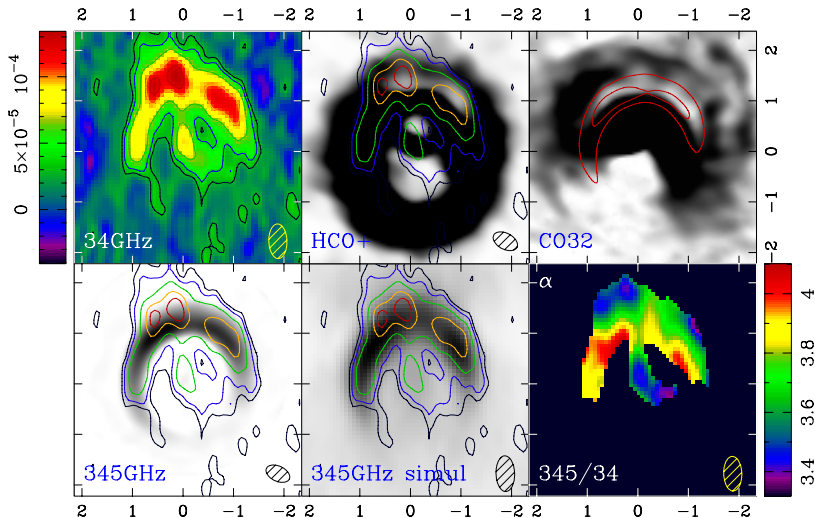 2 1 0 −1 −2 2 1 0 −1 −2 2 1 0 −1 −2
0 5×10⁻⁵ 10⁻⁴
2 1 0 −1 −2
34GHz HCO+ CO32
α
345GHz 345GHz simul 345/34
3.4 3.6 3.8 4
2 1 0 −1 −2 2 1 0 −1 −2 2 1 0 −1 −2